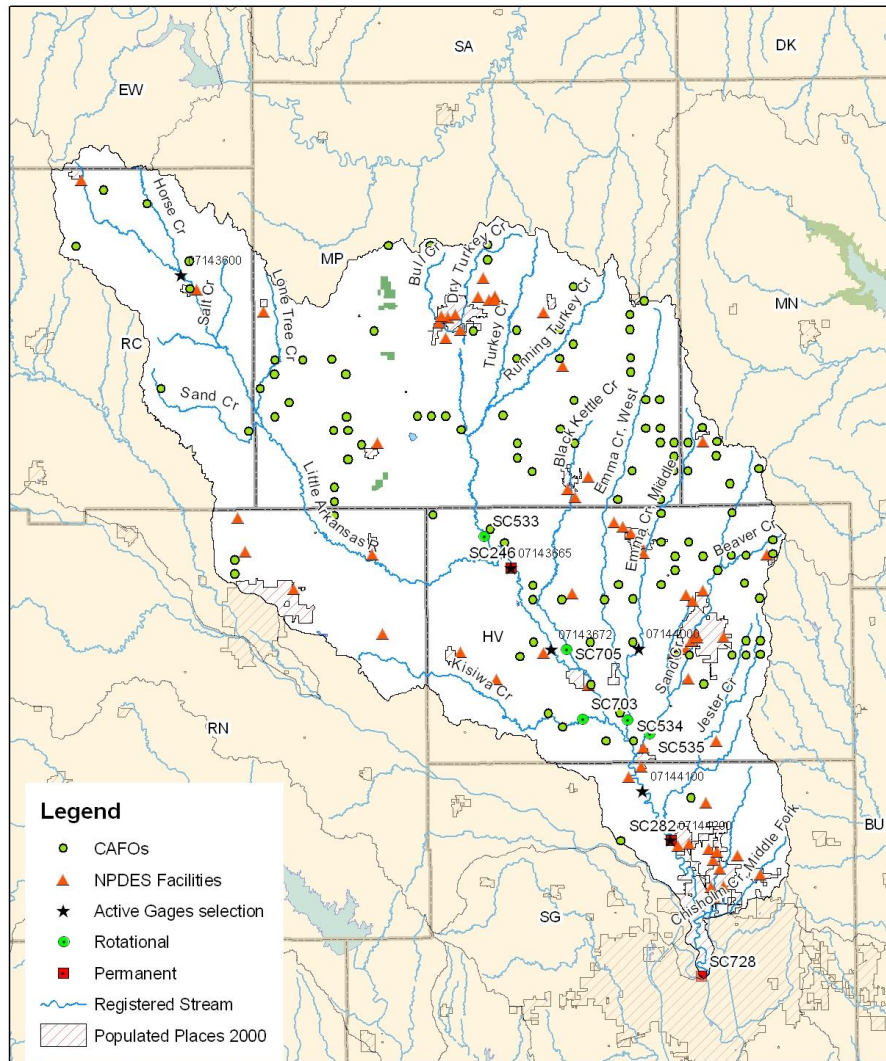 SA
DK
EW
Horse Cr
MP
Bull Cr
Dry Turkey Cr
07143600
Salt Cr
Lone Tree Cr
MN
Turkey Cr
Running Turkey Cr
RC
Sand Cr
Black Kettle Cr
Emma Cr. West
Emma Cr. Middle
Little Arkansas R
SC533
SC246
07143665
Beaver Cr
HV
07143672
07144000
SC705
Sand Cr
Kisiwa Cr
Jester Cr
SC703
SC534
RN
SC535
07144100
BU
SC282
07144200
Chisholm Cr. Middle Fork
SG
SC728
Legend
CAFOs
NPDES Facilities
Active Gages selection
Rotational
Permanent
Registered Stream
Populated Places 2000